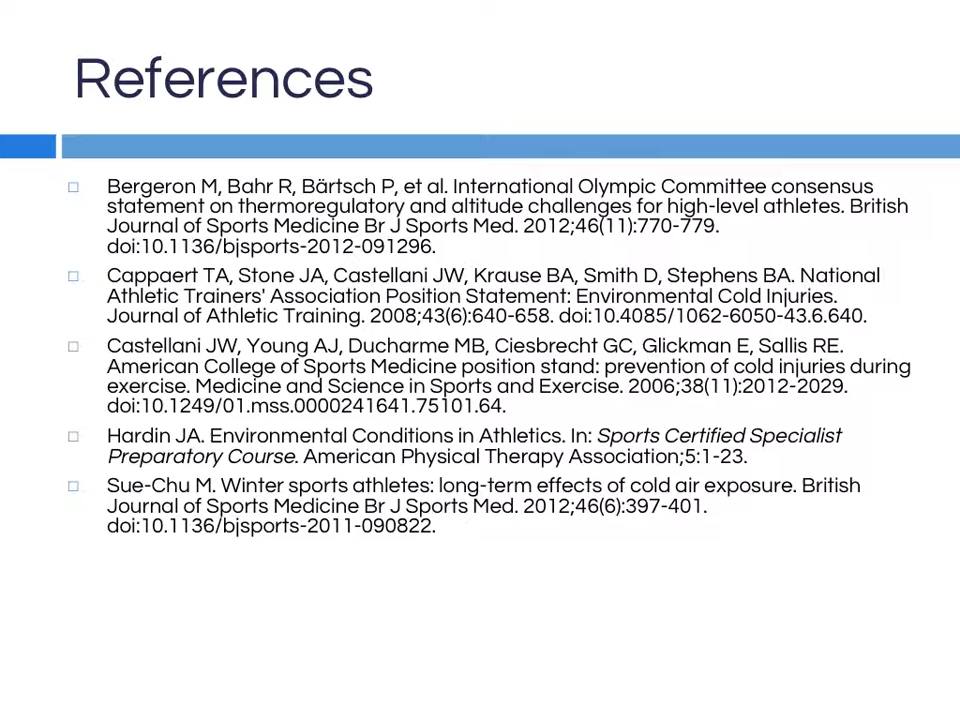 References
Bergeron M, Bahr R, Bärtsch P, et al. International Olympic Committee consensus
statement on thermoregulatory and altitude challenges for high-level athletes. British
Journal of Sports Medicine Br J Sports Med. 2012;46(11):770-779.
doi:10.1136/bjsports-2012-091296.
Cappaert TA, Stone JA, Castellani JW, Krause BA, Smith D, Stephens BA. National
Athletic Trainers' Association Position Statement: Environmental Cold Injuries.
Journal of Athletic Training. 2008;43(6):640-658. doi:10.4085/1062-6050-43.6.640.
Castellani JW, Young AJ, Ducharme MB, Ciesbrecht GC, Glickman E, Sallis RE.
American College of Sports Medicine position stand: prevention of cold injuries during
exercise. Medicine and Science in Sports and Exercise. 2006;38(11):2012-2029.
doi:10.1249/01.mss.0000241641.75101.64.
Hardin JA. Environmental Conditions in Athletics. In: Sports Certified Specialist
Preparatory Course. American Physical Therapy Association;5:1-23.
Sue-Chu M. Winter sports athletes: long-term effects of cold air exposure. British
Journal of Sports Medicine Br J Sports Med. 2012;46(6):397-401.
doi:10.1136/bjsports-2011-090822.